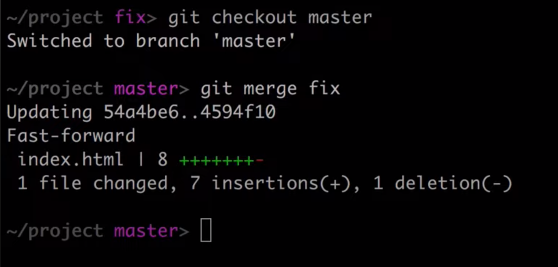 ~/project fix> git checkout master
Switched to branch 'master'
~/project master> git merge fix
Updating 54a4be6..4594f10
Fast-forward
 index.html | 8 +++++++-
 1 file changed, 7 insertions(+), 1 deletion(-)
~/project master>